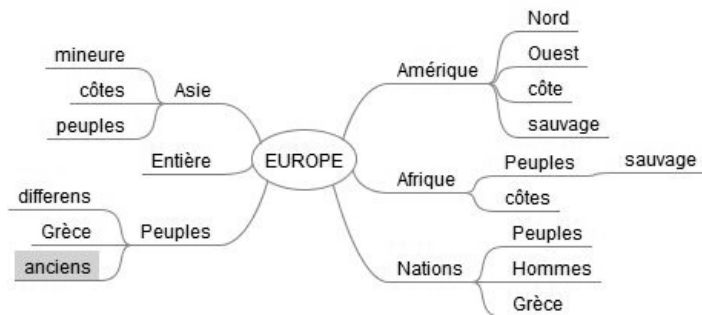 EUROPE
Asie
mineure
côtes
peuples
Entière
Peuples
differens
Grèce
anciens
Amérique
Nord
Ouest
côte
sauvage
Afrique
Peuples
sauvage
côtes
Nations
Peuples
Hommes
Grèce